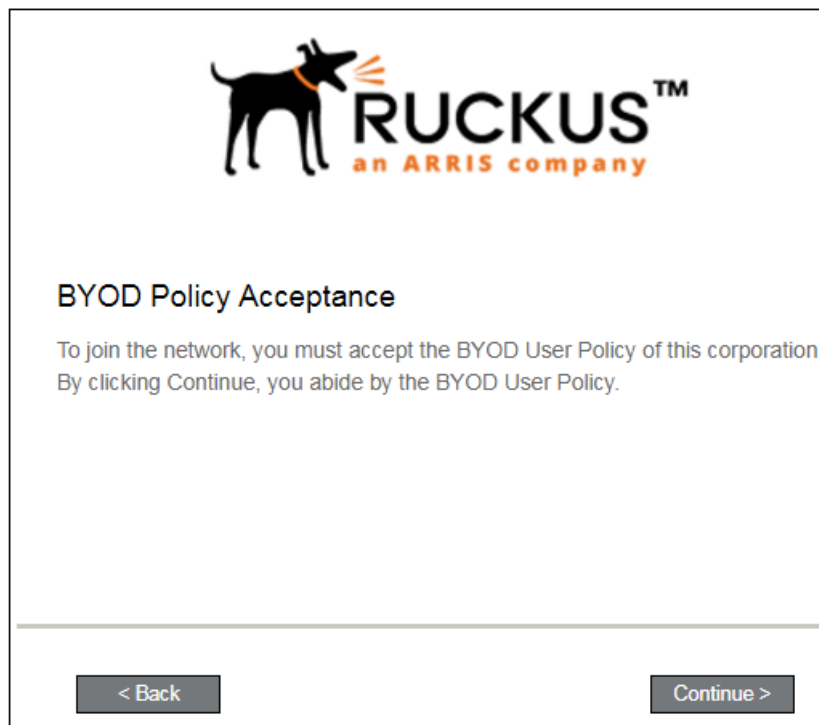 RUCKUS™
an ARRIS company
BYOD Policy Acceptance
To join the network, you must accept the BYOD User Policy of this corporation
By clicking Continue, you abide by the BYOD User Policy.
< Back
Continue >